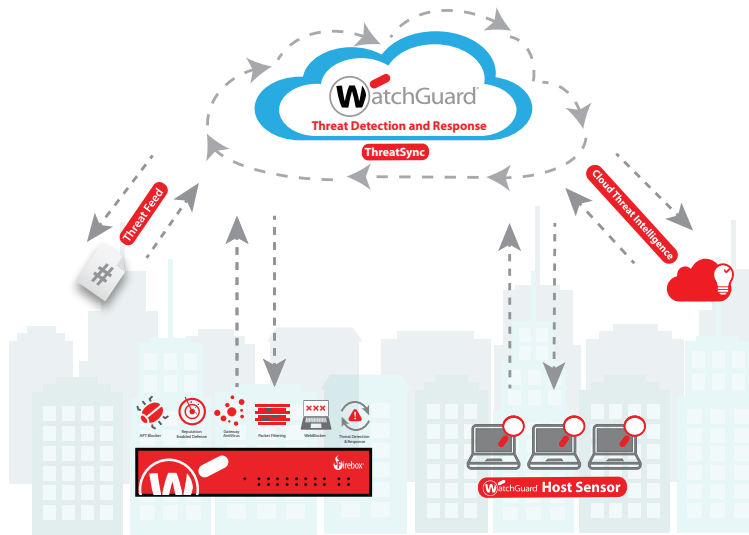 WatchGuard
Threat Detection and Response
ThreatSync
Threat Feed
Cloud Threat Intelligence
#
APT Blocker
Reputation
Enabled Defense
Gateway
AntiVirus
Packet Filtering
XXX
WebBlocker
Threat Detection
& Response
W
Firebox
WatchGuard Host Sensor